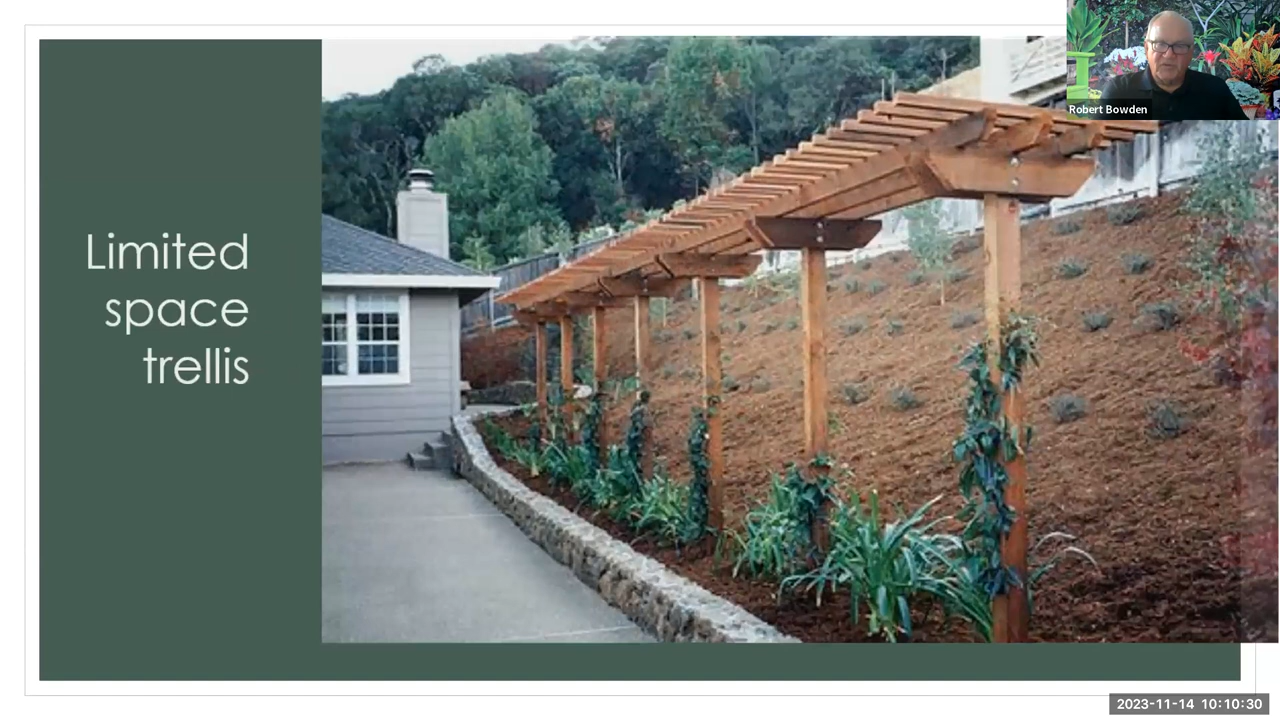 Limited
space
trellis
Robert Bowden
2023-11-14 10:10:30